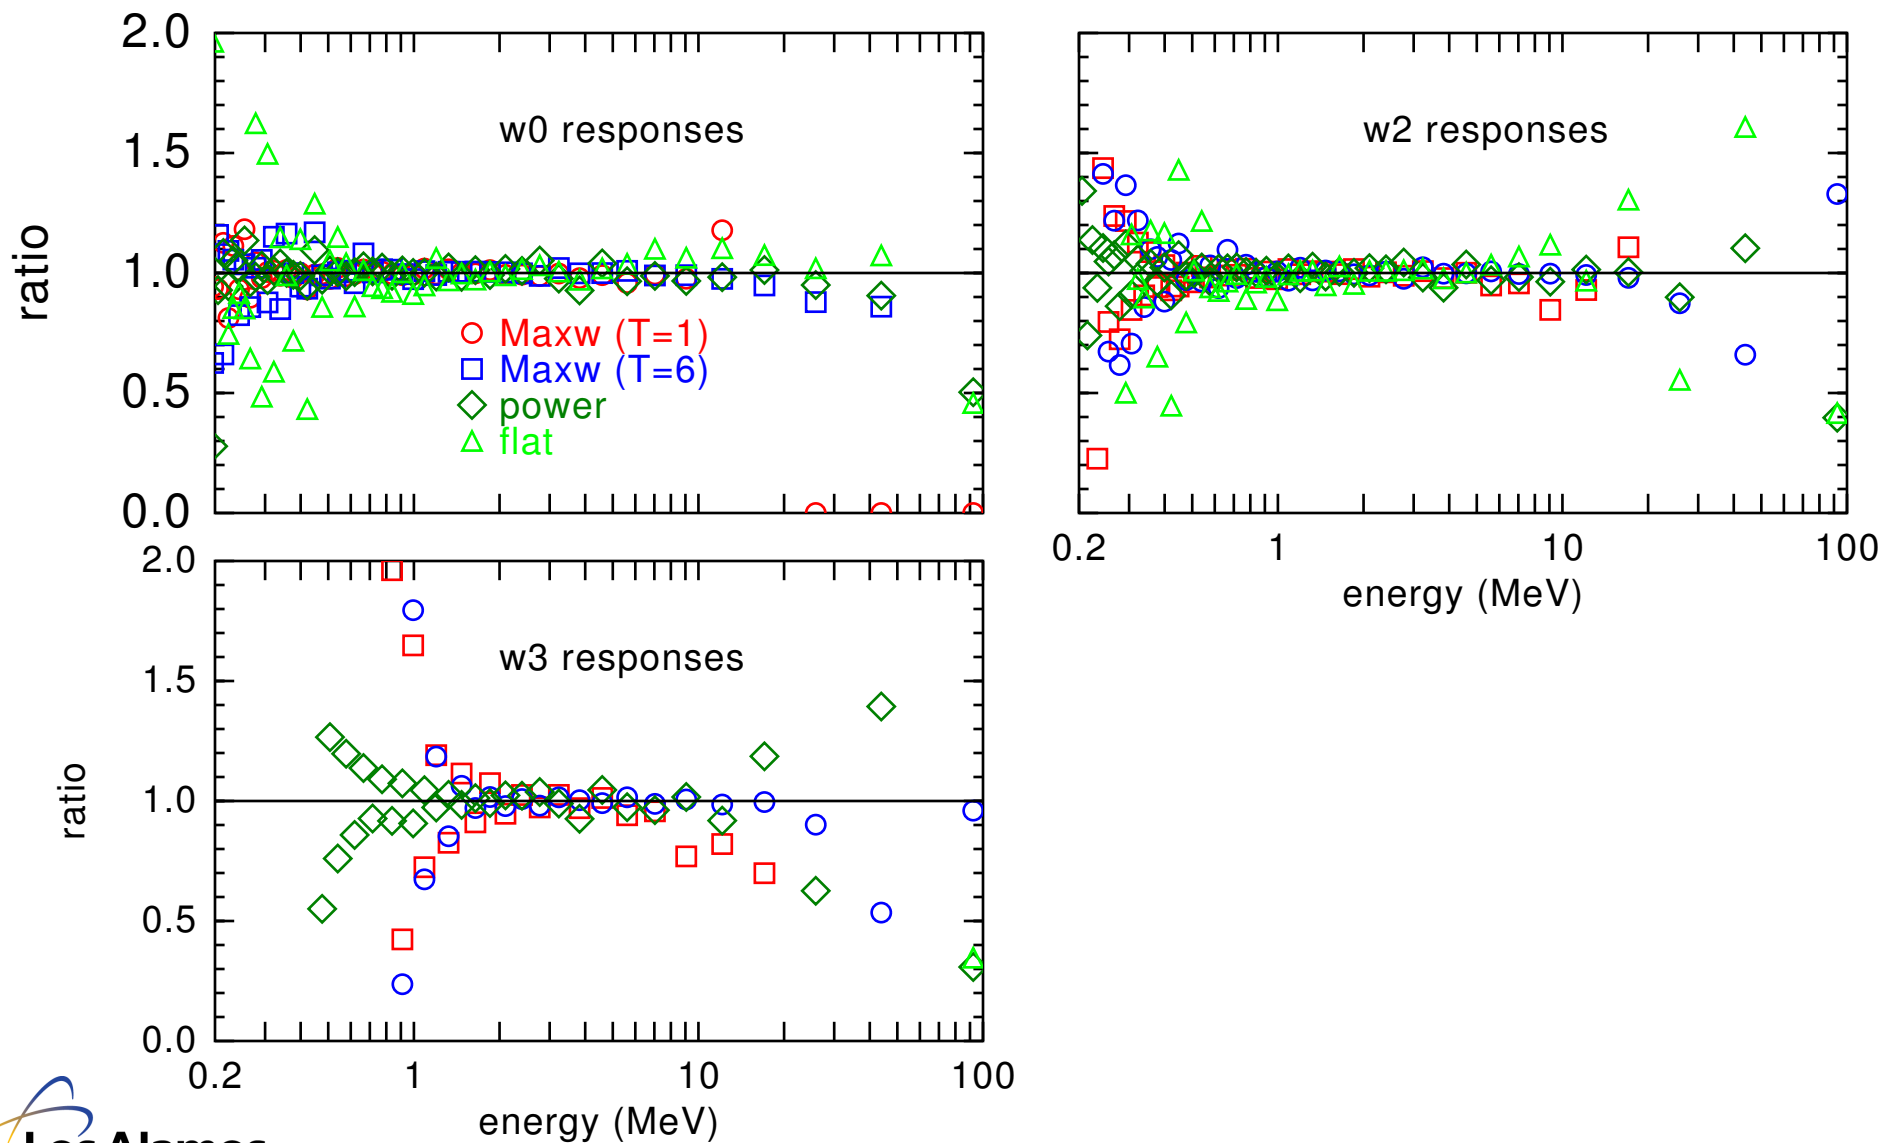 2.0
1.5
1.0
0.5
0.0
ratio
w0 responses
Maxw (T=1)
Maxw (T=6)
power
flat
w2 responses
0.2 1 10 100
energy (MeV)
2.0
1.5
1.0
0.5
0.0
ratio
w3 responses
0.2 1 10 100
energy (MeV)
Los Alamos